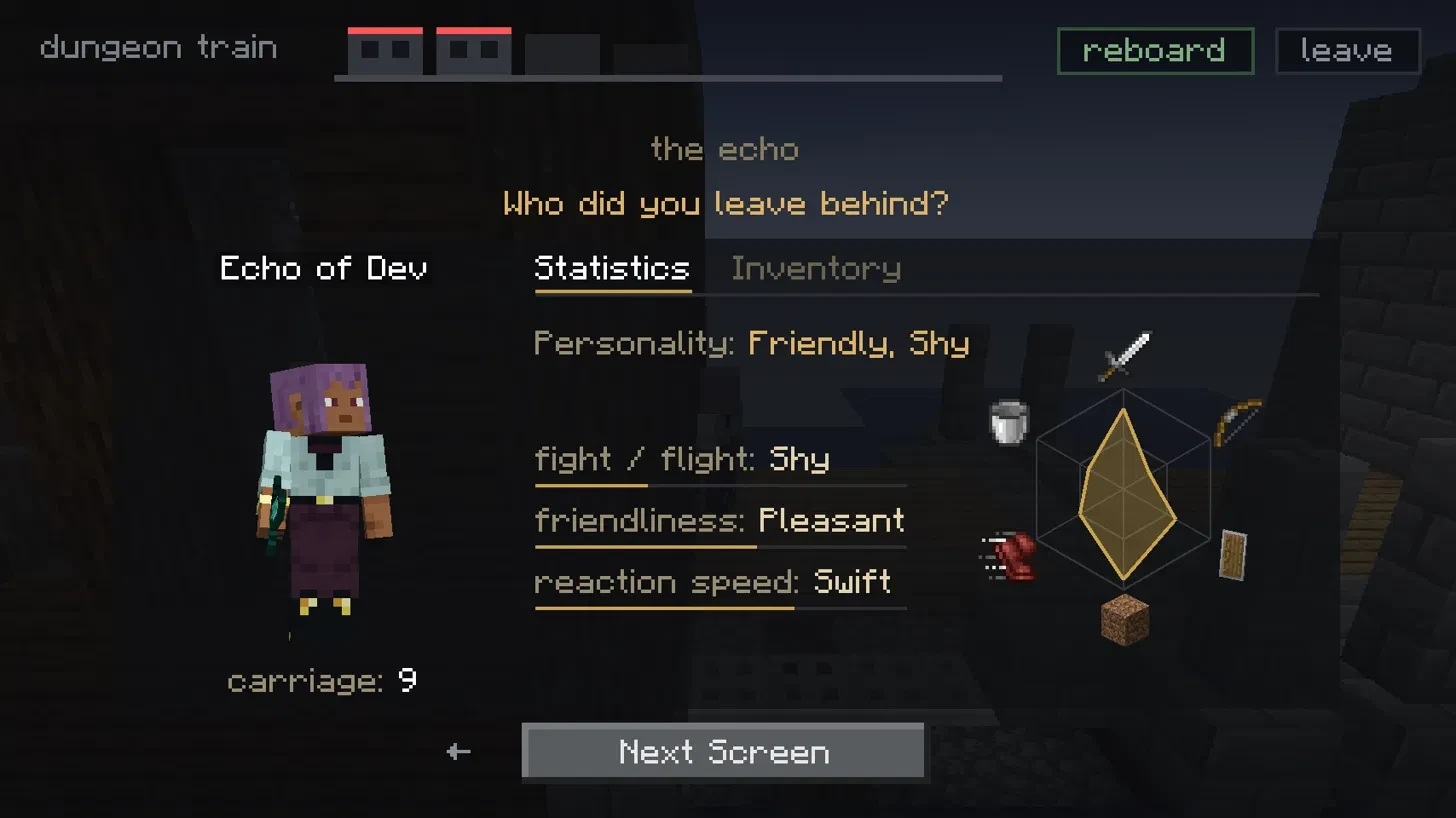 dungeon train
reboard
leave
the echo
Who did you leave behind?
Echo of Dev
Statistics
Inventory
Personality: Friendly, Shy
fight / flight: Shy
friendliness: Pleasant
reaction speed: Swift
carriage: 9
←
Next Screen